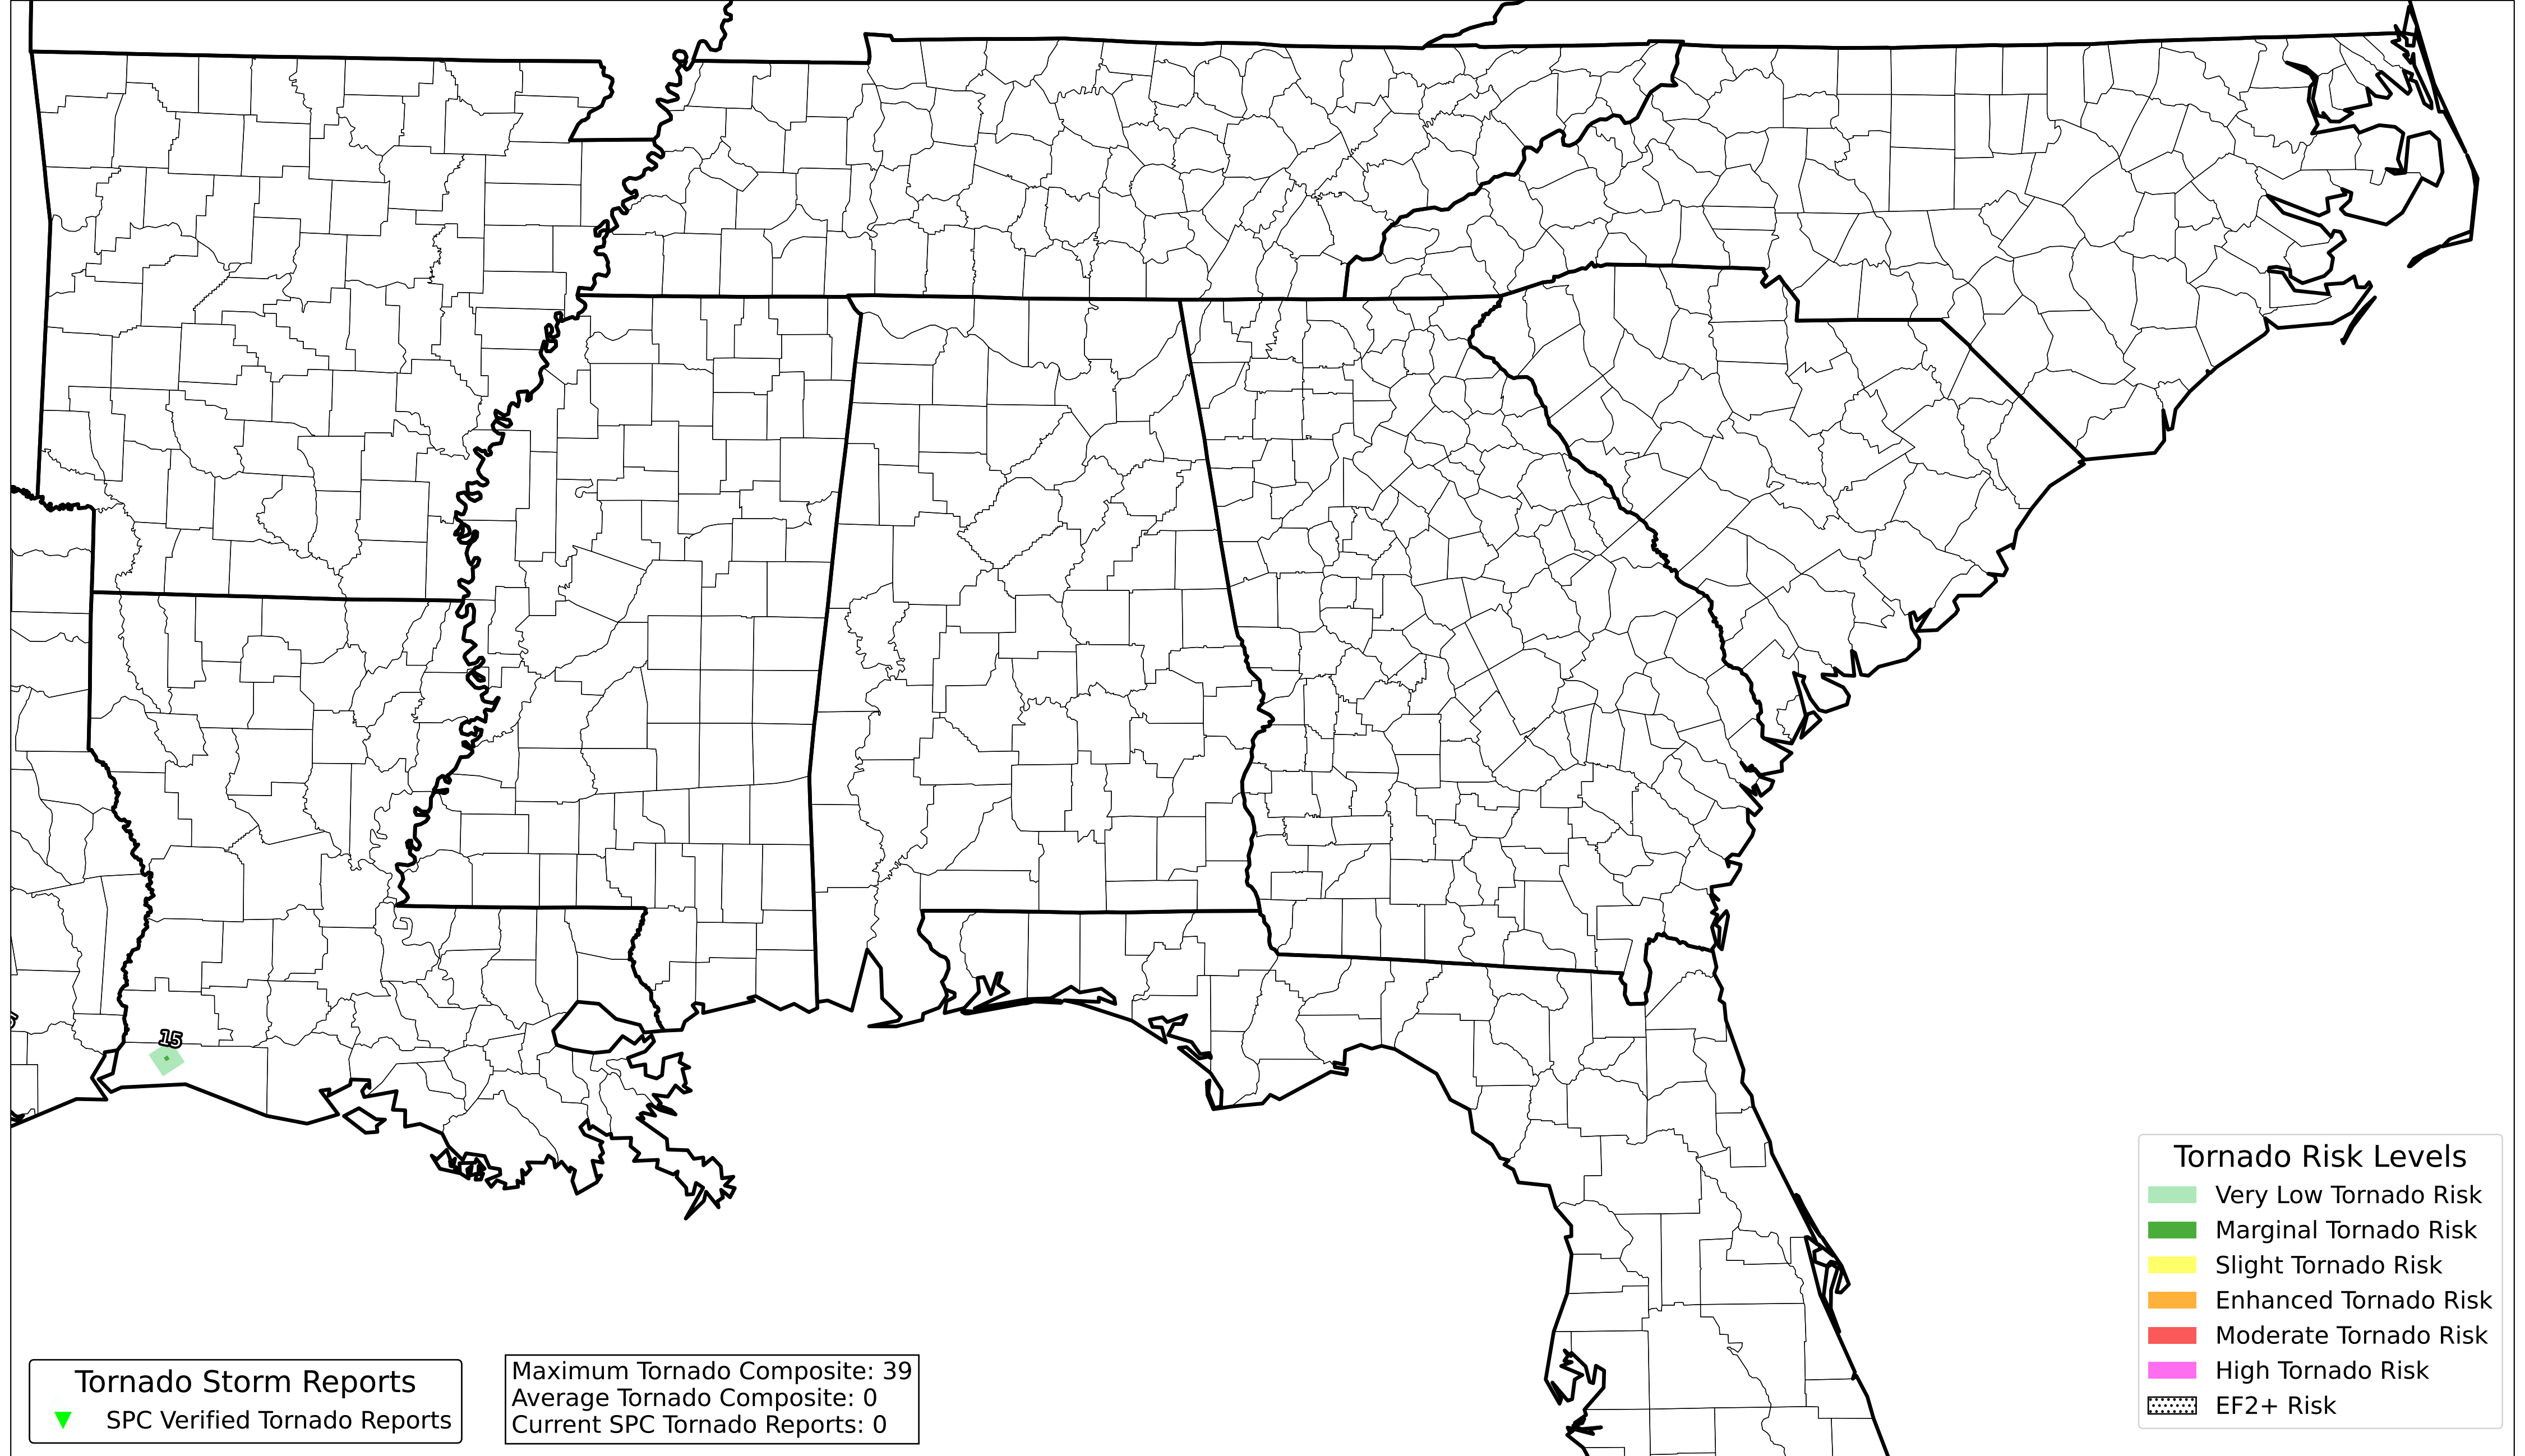 15
Tornado Risk Levels
Very Low Tornado Risk
Marginal Tornado Risk
Slight Tornado Risk
Enhanced Tornado Risk
Moderate Tornado Risk
High Tornado Risk
EF2+ Risk
Tornado Storm Reports
SPC Verified Tornado Reports
Maximum Tornado Composite: 39
Average Tornado Composite: 0
Current SPC Tornado Reports: 0